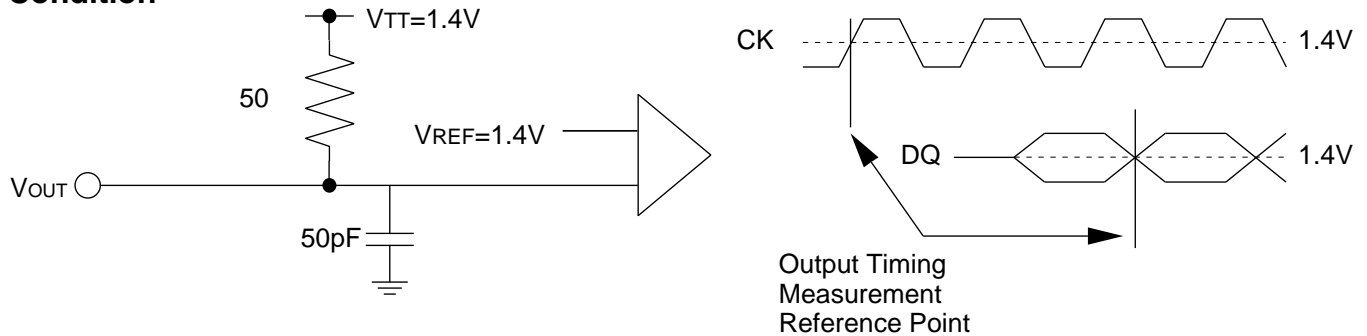 VTT=1.4V
50
VREF=1.4V
VOUT
50pF
CK
1.4V
DQ
1.4V
Output Timing
Measurement
Reference Point